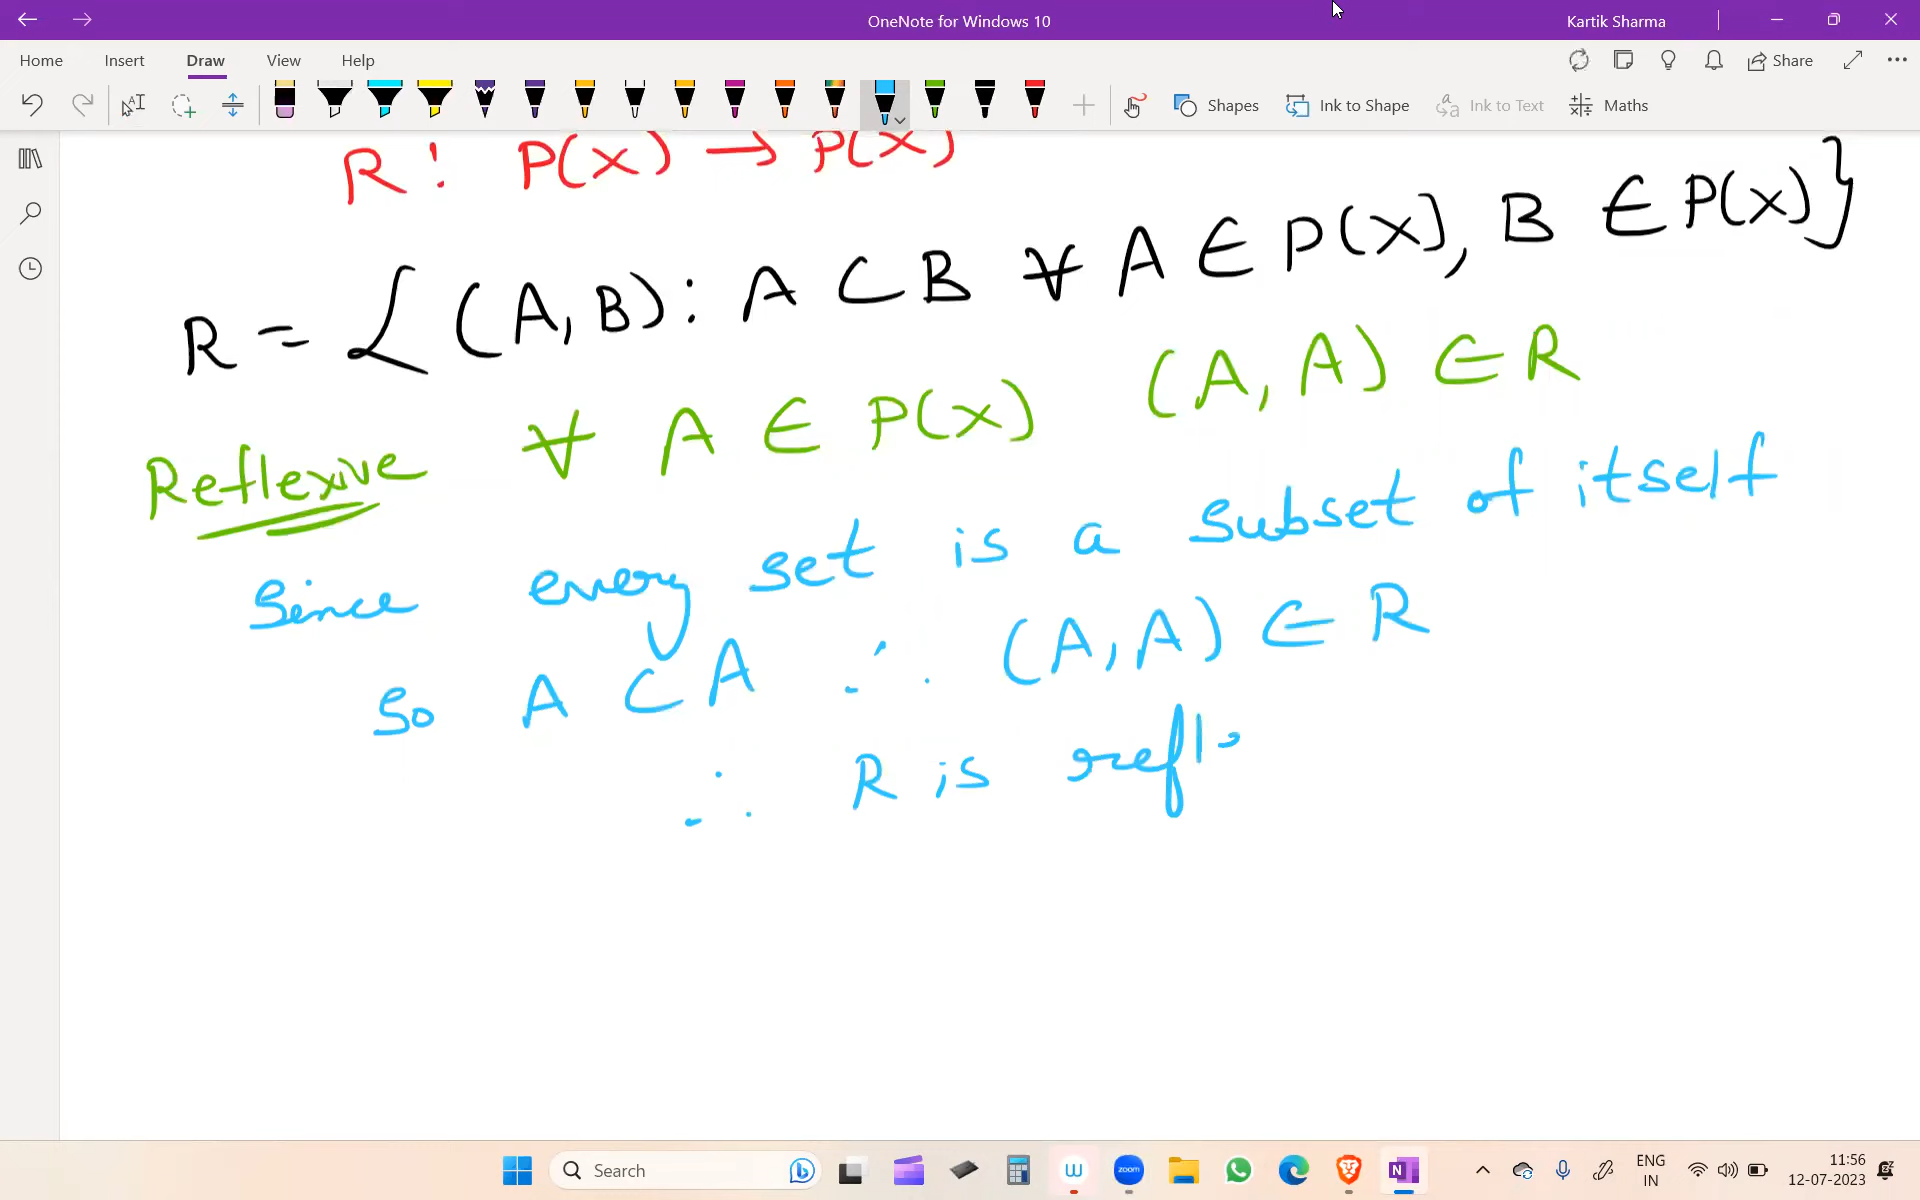 OneNote for Windows 10
Kartik Sharma
Home Insert Draw View Help
Share
Shapes Ink to Shape Ink to Text Maths
R : P(X) → P(X)
R = { (A, B) : A ⊂ B ∀ A ∈ P(X), B ∈ P(X)}
Reflexive ∀ A ∈ P(X) (A, A) ∈ R
Since every set is a subset of itself
So A ⊂ A ∴ (A, A) ∈ R
∴ R is refl
Search
zoom
ENG
IN
11:56
12-07-2023